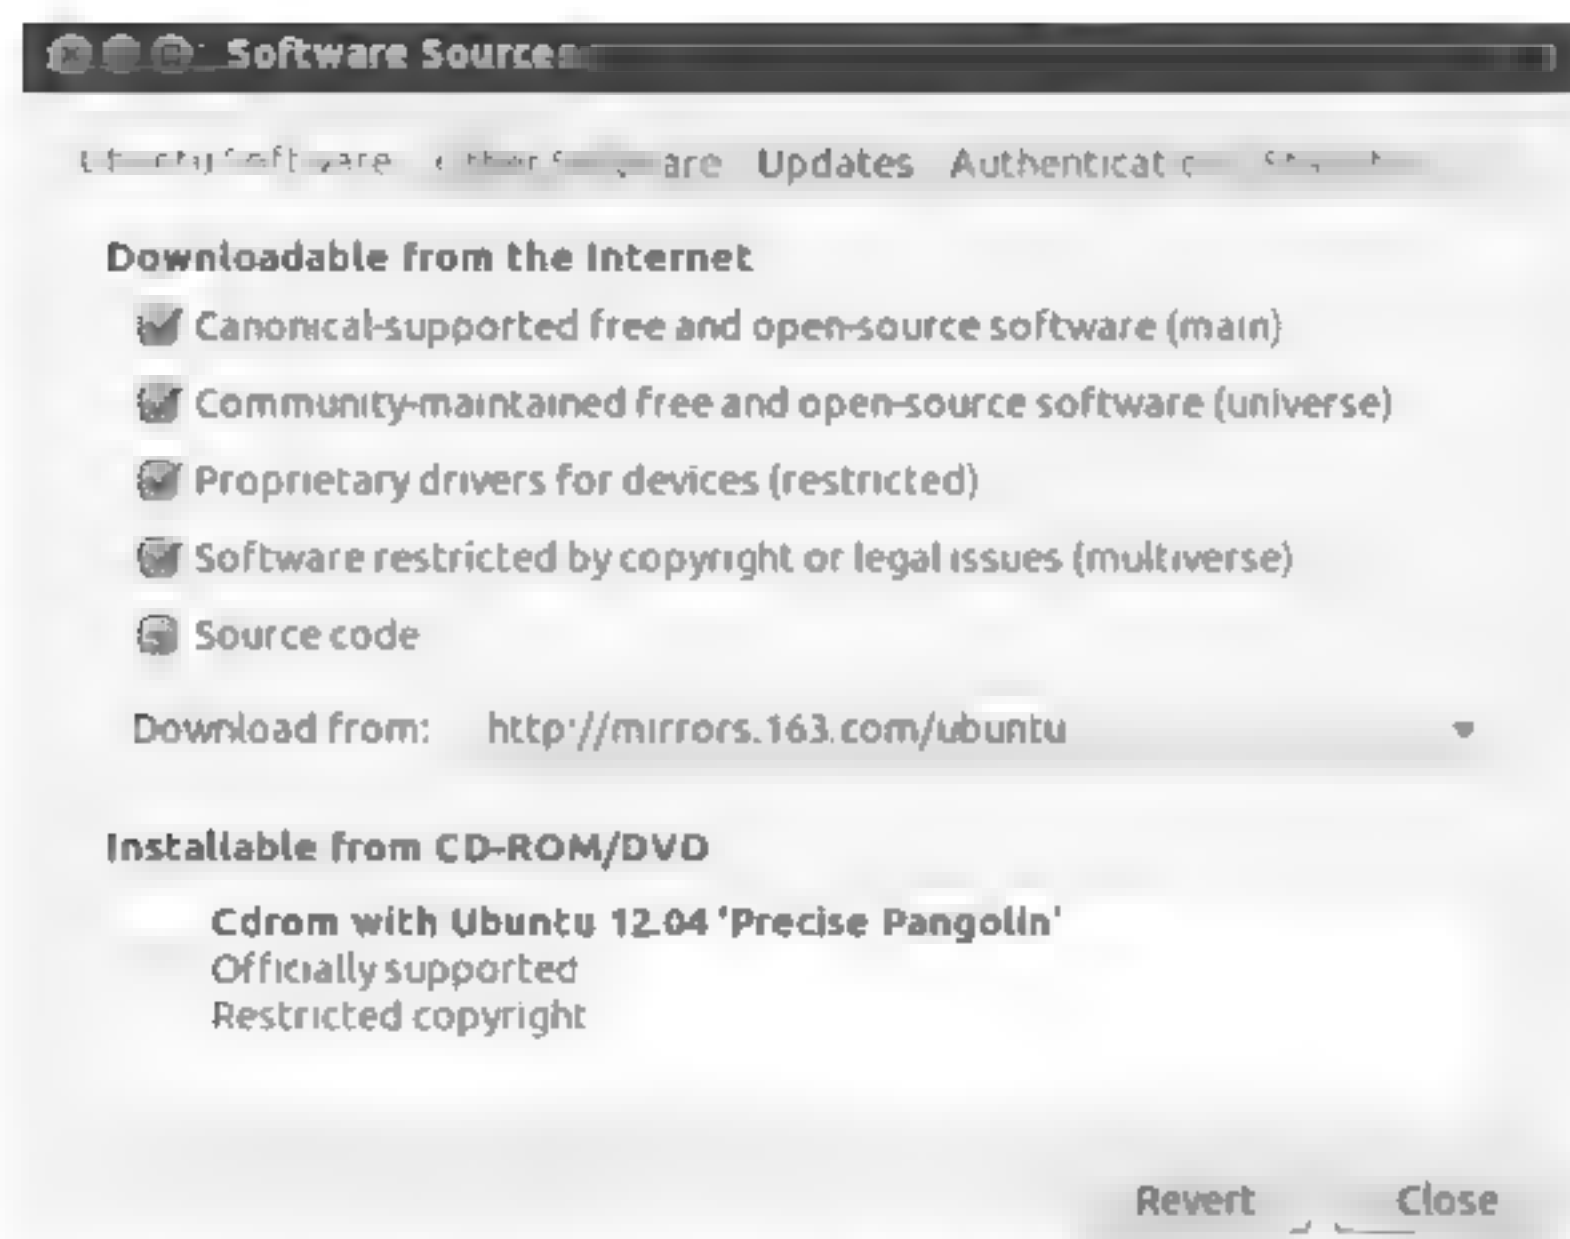 Software Sources
Updates Authentication
Downloadable from the Internet
Canonical-supported free and open-source software (main)
Community-maintained free and open-source software (universe)
Proprietary drivers for devices (restricted)
Software restricted by copyright or legal issues (multiverse)
Source code
Download from: http://mirrors.163.com/ubuntu
Installable from CD-ROM/DVD
Cdrom with Ubuntu 12.04 'Precise Pangolin'
Officially supported
Restricted copyright
Revert Close